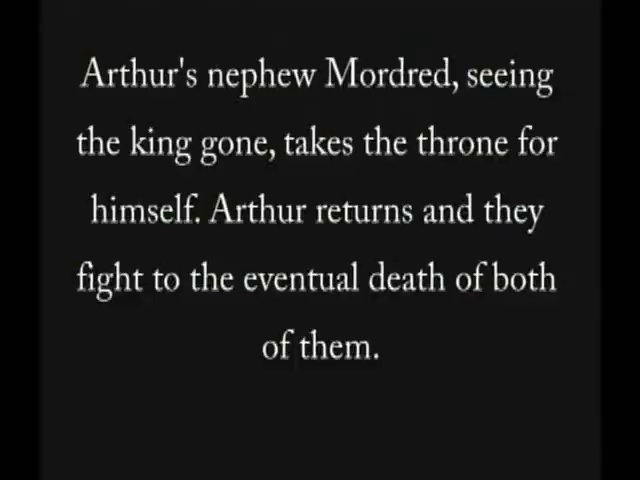 Arthur's nephew Mordred, seeing
the king gone, takes the throne for
himself. Arthur returns and they
fight to the eventual death of both
of them.